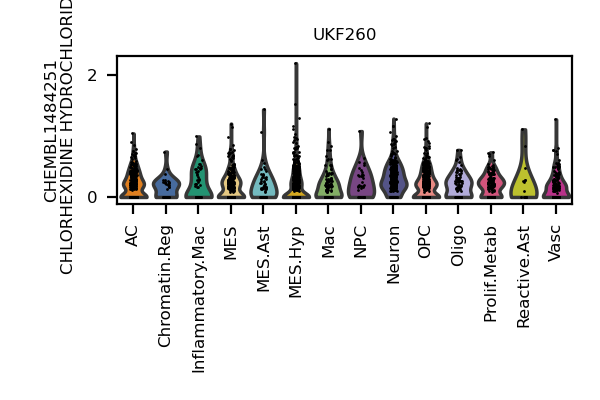 UKF260
CHEMBL1484251
CHLORHEXIDINE HYDROCHLORID
2
0
AC
Chromatin.Reg
Inflammatory.Mac
MES
MES.Ast
MES.Hyp
Mac
NPC
Neuron
OPC
Oligo
Prolif.Metab
Reactive.Ast
Vasc